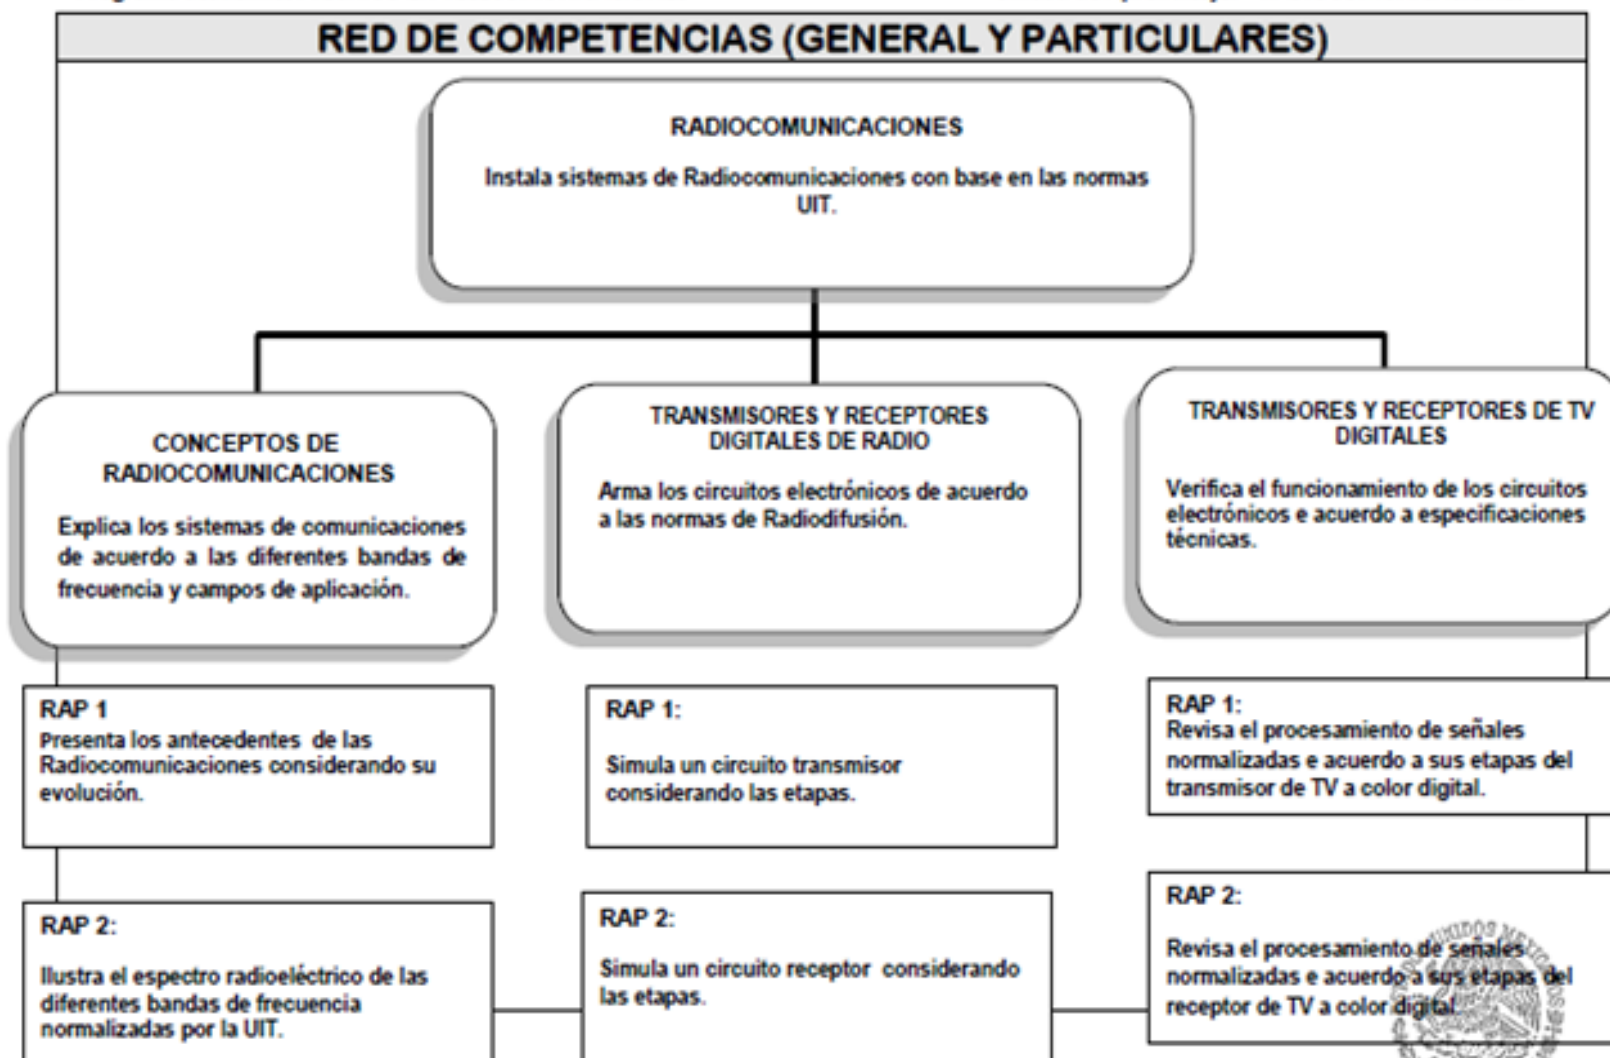 RED DE COMPETENCIAS (GENERAL Y PARTICULARES)
RADIOCOMUNICACIONES
Instala sistemas de Radiocomunicaciones con base en las normas
UIT.
CONCEPTOS DE
RADIOCOMUNICACIONES
Explica los sistemas de comunicaciones
de acuerdo a las diferentes bandas de
frecuencia y campos de aplicación.
TRANSMISORES Y RECEPTORES
DIGITALES DE RADIO
Arma los circuitos electrónicos de acuerdo
a las normas de Radiodifusión.
TRANSMISORES Y RECEPTORES DE TV
DIGITALES
Verifica el funcionamiento de los circuitos
electrónicos e acuerdo a especificaciones
técnicas.
RAP 1
Presenta los antecedentes de las
Radiocomunicaciones considerando su
evolución.
RAP 1:
Simula un circuito transmisor
considerando las etapas.
RAP 1:
Revisa el procesamiento de señales
normalizadas e acuerdo a sus etapas del
transmisor de TV a color digital.
RAP 2:
Ilustra el espectro radioeléctrico de las
diferentes bandas de frecuencia
normalizadas por la UIT.
RAP 2:
Simula un circuito receptor considerando
las etapas.
RAP 2:
Revisa el procesamiento de señales
normalizadas e acuerdo a sus etapas del
receptor de TV a color digital.